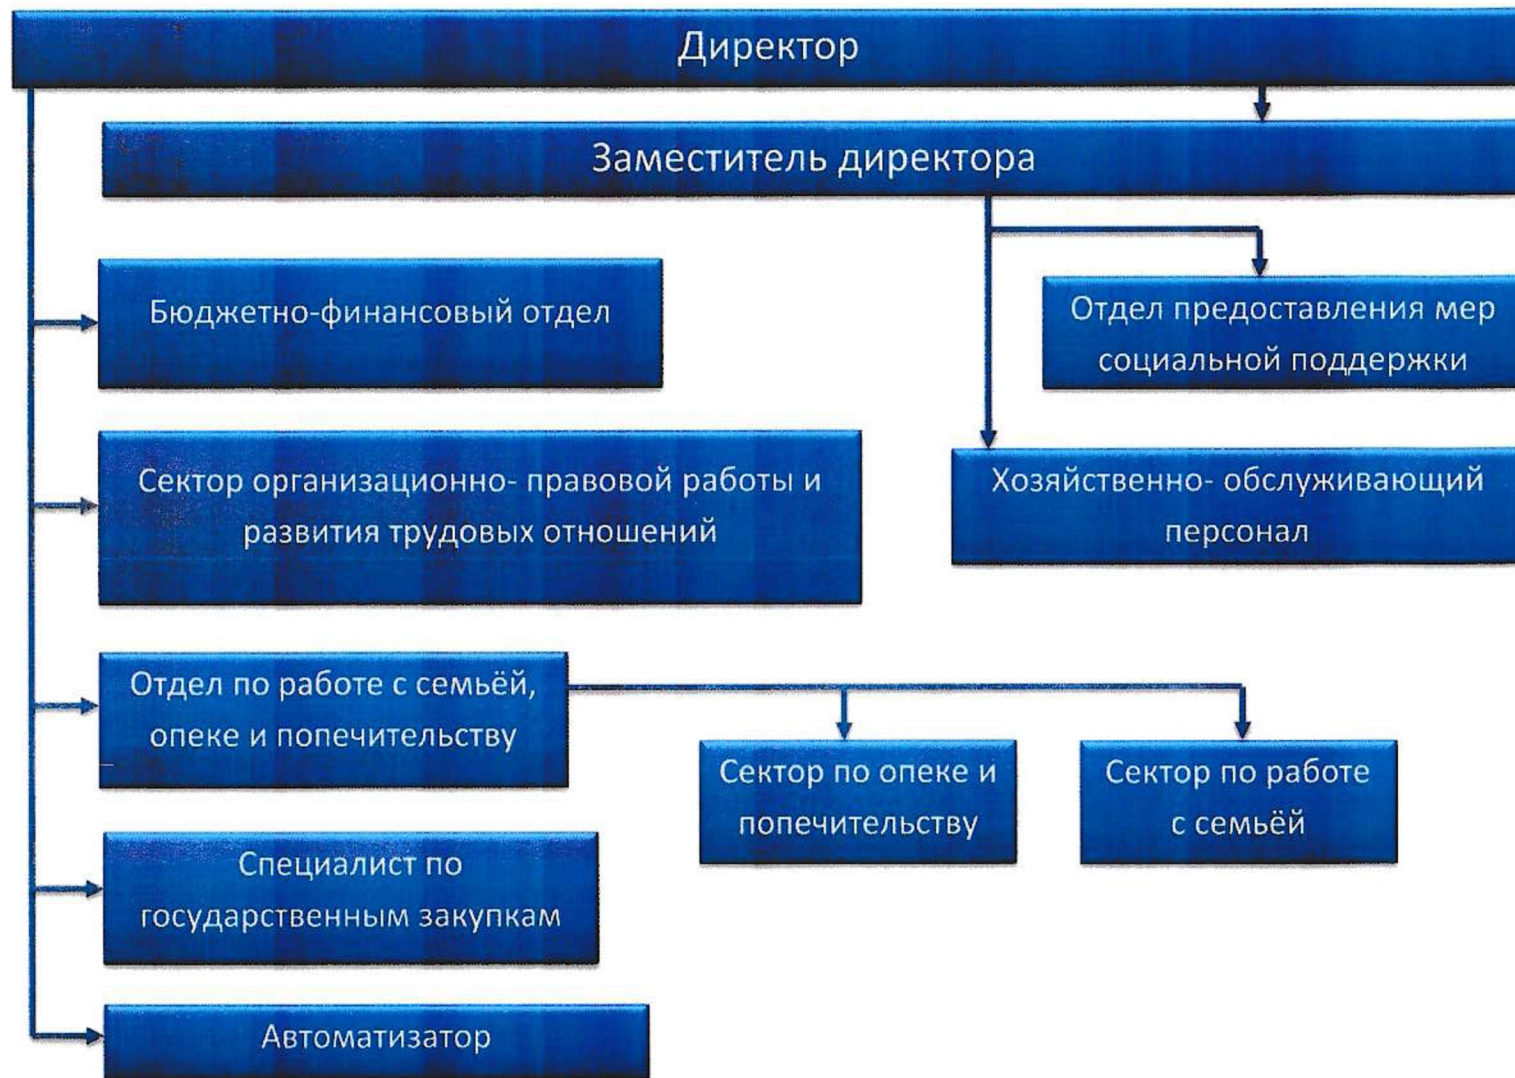 Директор
Заместитель директора
Бюджетно-финансовый отдел
Отдел предоставления мер
социальной поддержки
Сектор организационно- правовой работы и
развития трудовых отношений
Хозяйственно- обслуживающий
персонал
Отдел по работе с семьёй,
опеке и попечительству
Сектор по опеке и
попечительству
Сектор по работе
с семьёй
Специалист по
государственным закупкам
Автоматизатор